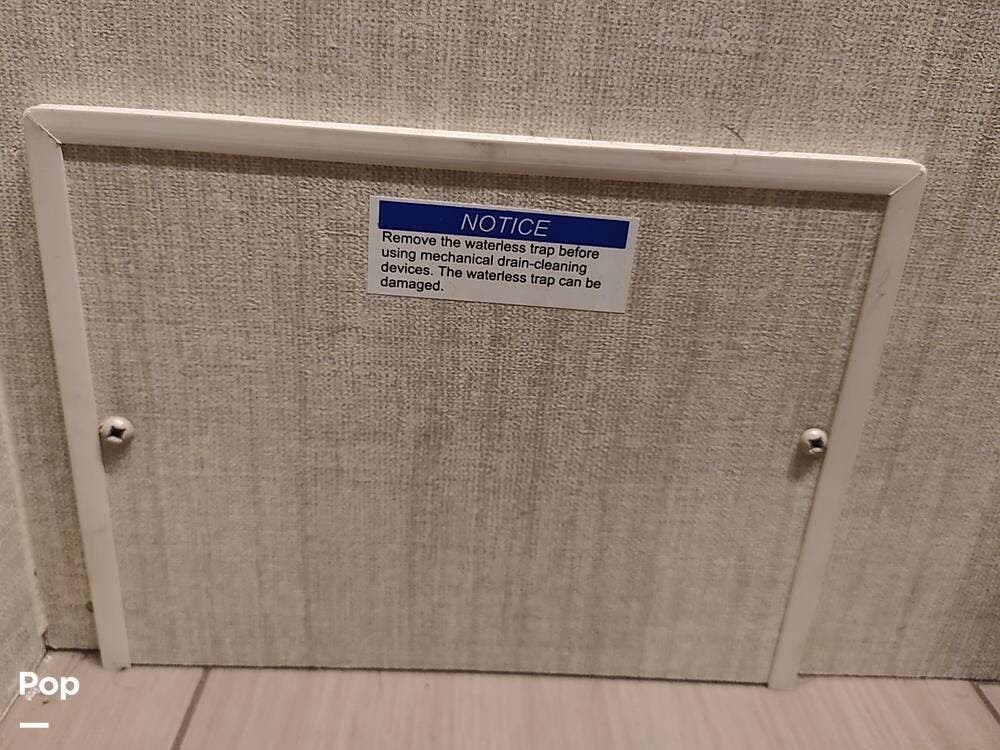 NOTICE
Remove the waterless trap before
using mechanical drain-cleaning
devices. The waterless trap can be
damaged.
Pop